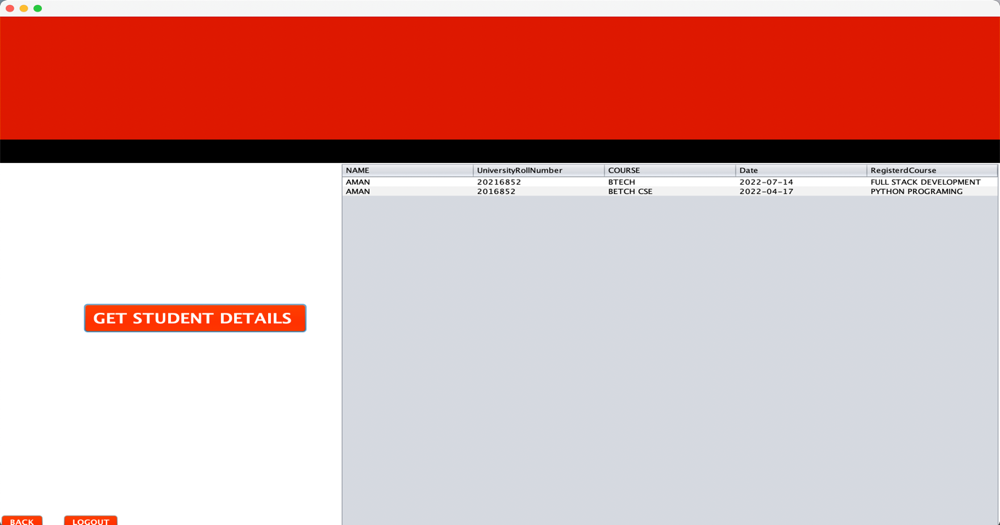 NAME UniversityRollNumber COURSE Date RegisterdCourse
AMAN 20216852 BTECH 2022-07-14 FULL STACK DEVELOPMENT
AMAN 2016852 BETCH CSE 2022-04-17 PYTHON PROGRAMING
GET STUDENT DETAILS
BACK LOGOUT